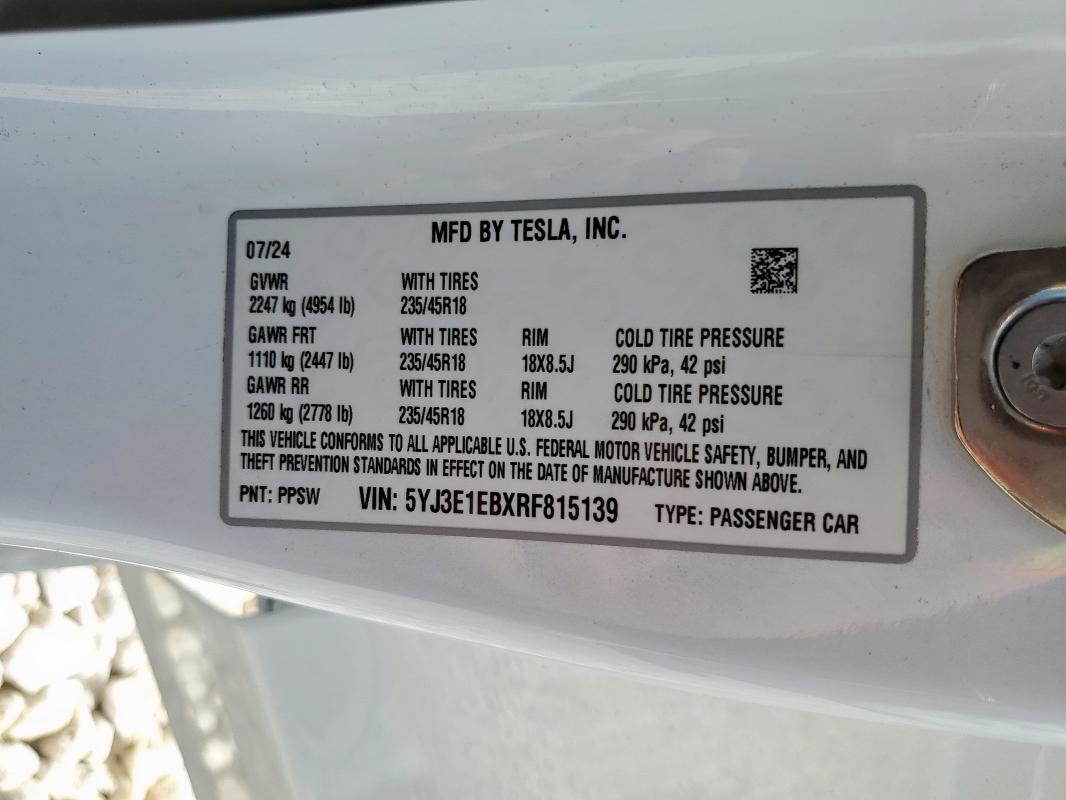 MFD BY TESLA, INC.
07/24
GVWR WITH TIRES
2247 kg (4954 lb) 235/45R18
GAWR FRT WITH TIRES RIM COLD TIRE PRESSURE
1110 kg (2447 lb) 235/45R18 18X8.5J 290 kPa, 42 psi
GAWR RR WITH TIRES RIM COLD TIRE PRESSURE
1260 kg (2778 lb) 235/45R18 18X8.5J 290 kPa, 42 psi
THIS VEHICLE CONFORMS TO ALL APPLICABLE U.S. FEDERAL MOTOR VEHICLE SAFETY, BUMPER, AND
THEFT PREVENTION STANDARDS IN EFFECT ON THE DATE OF MANUFACTURE SHOWN ABOVE.
PNT: PPSW VIN: 5YJ3E1EBXRF815139 TYPE: PASSENGER CAR